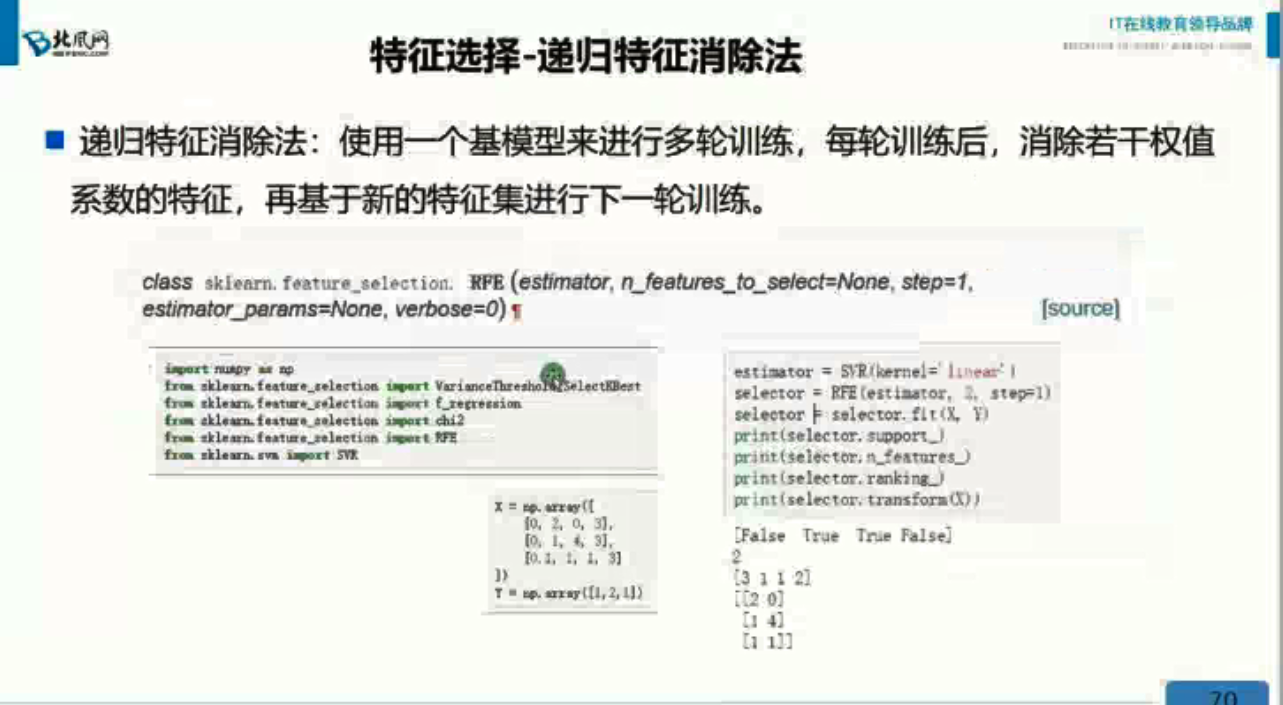 北风网
IT在线教育领导品牌
特征选择-递归特征消除法
递归特征消除法：使用一个基模型来进行多轮训练，每轮训练后，消除若干权值
系数的特征，再基于新的特征集进行下一轮训练。
class sklearn.feature_selection. RFE (estimator, n_features_to_select=None, step=1,
estimator_params=None, verbose=0) ¶
[source]
import numpy as np
from sklearn.feature_selection import VarianceThreshold, SelectKBest
from sklearn.feature_selection import f_regression
from sklearn.feature_selection import chi2
from sklearn.feature_selection import RFE
from sklearn.svm import SVR
X = np.array([
[0, 2, 0, 3],
[0, 1, 4, 3],
[0.1, 1, 1, 3]
])
Y = np.array([1,2,1])
estimator = SVR(kernel='linear')
selector = RFE(estimator, 2, step=1)
selector = selector.fit(X, Y)
print(selector.support_)
print(selector.n_features_)
print(selector.ranking_)
print(selector.transform(X))
[False True True False]
2
[3 1 1 2]
[[2 0]
[1 4]
[1 1]]
70